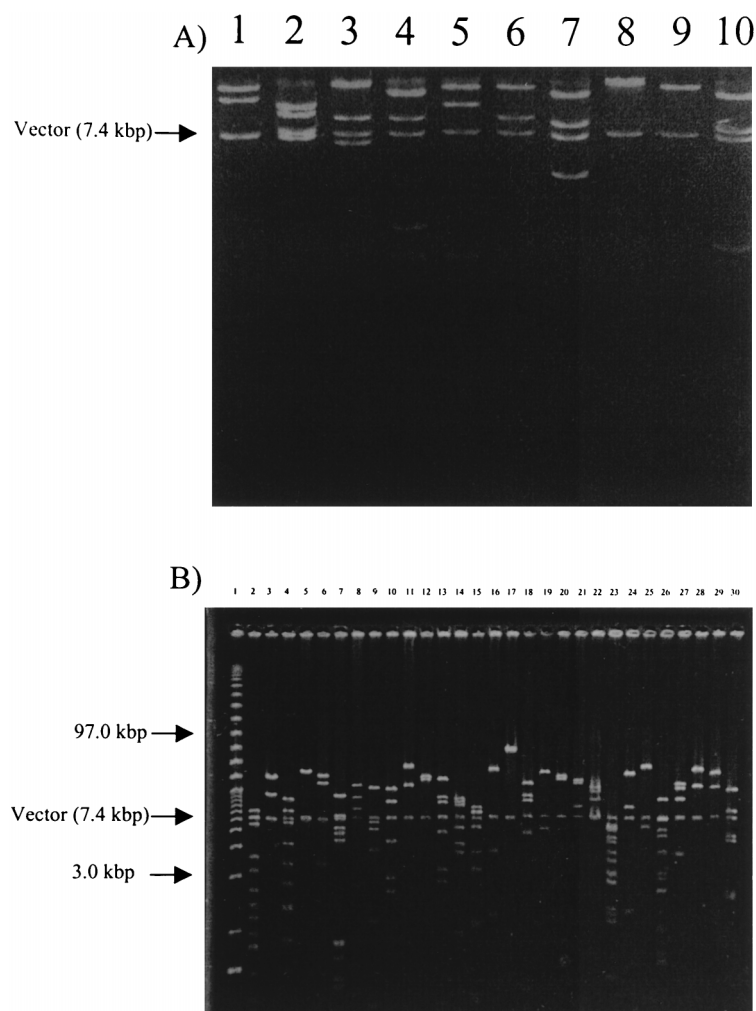 A) 1 2 3 4 5 6 7 8 9 10
Vector (7.4 kbp)
B) 1 2 3 4 5 6 7 8 9 10 11 12 13 14 15 16 17 18 19 20 21 22 23 24 25 26 27 28 29 30
97.0 kbp
Vector (7.4 kbp)
3.0 kbp